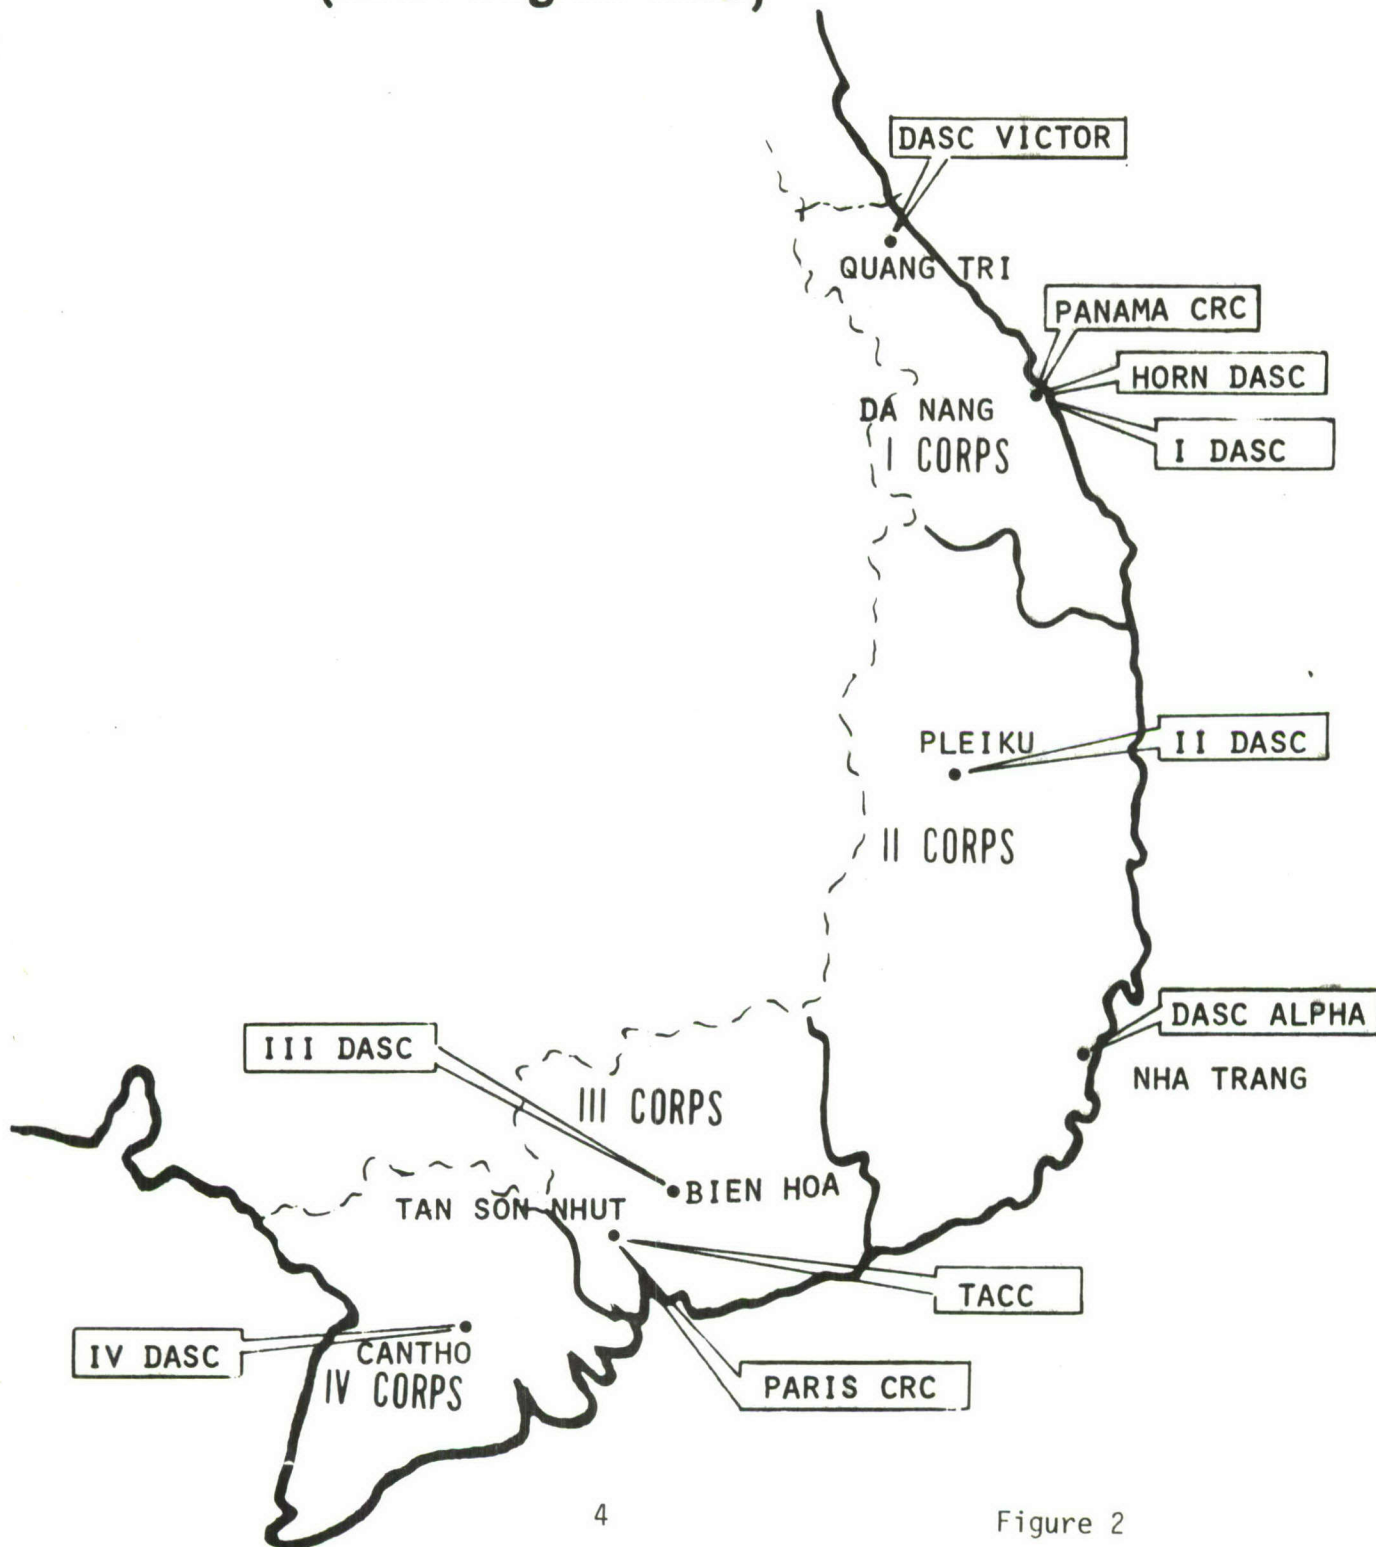 DASC VICTOR
QUANG TRI
PANAMA CRC
HORN DASC
DA NANG
I CORPS
I DASC
PLEIKU
II DASC
II CORPS
DASC ALPHA
NHA TRANG
III DASC
III CORPS
BIEN HOA
TAN SON NHUT
TACC
IV DASC
CANTHO
IV CORPS
PARIS CRC
4
Figure 2